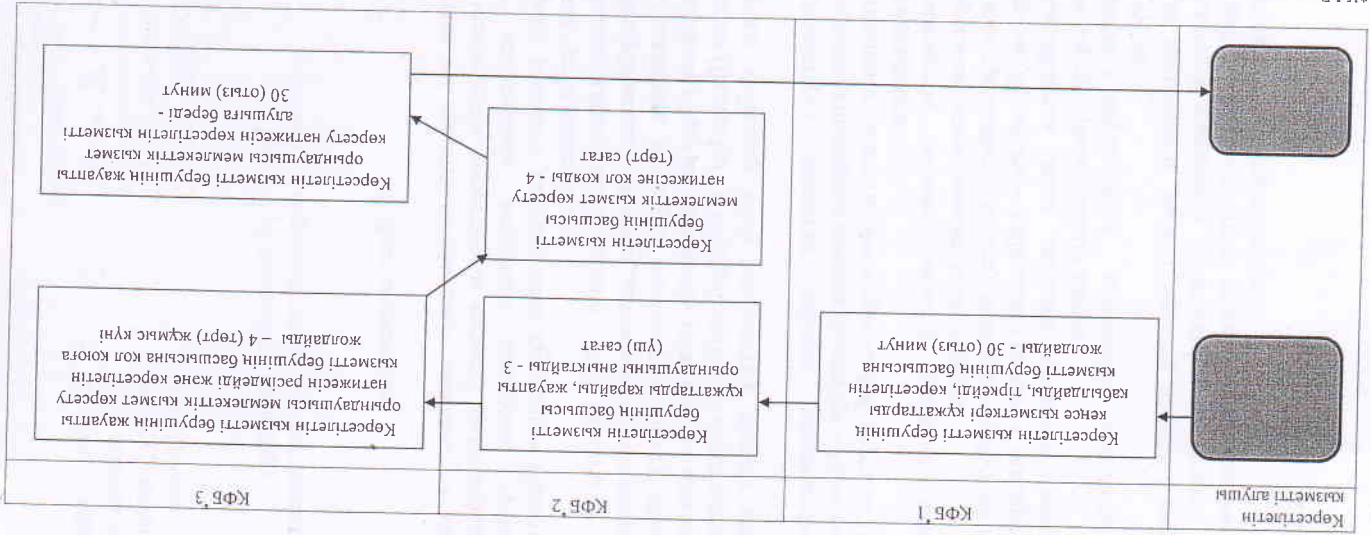 Көрсетілетін
қызметті алушы
ҚФБ*1
ҚФБ*2
ҚФБ*3
Көрсетілетін қызметті берушінің
кеңсе қызметкері құжаттарды
қабылдайды, тіркейді, көрсетілетін
қызметті берушінің басшысына
жолдайды - 30 (отыз) минут
Көрсетілетін қызметті
берушінің басшысы
құжаттарды қарайды, жауапты
орындаушыны анықтайды - 3
(үш) сағат
Көрсетілетін қызметті берушінің жауапты
орындаушысы мемлекеттік қызмет көрсету
нәтижесін рәсімдейді және көрсетілетін
қызметті берушінің басшысына қол қоюға
жолдайды – 4 (төрт) жұмыс күні
Көрсетілетін қызметті
берушінің басшысы
мемлекеттік қызмет көрсету
нәтижесіне қол қояды - 4
(төрт) сағат
Көрсетілетін қызметті берушінің жауапты
орындаушысы мемлекеттік қызмет
көрсету нәтижесін көрсетілетін қызметті
алушыға береді -
30 (отыз) минут